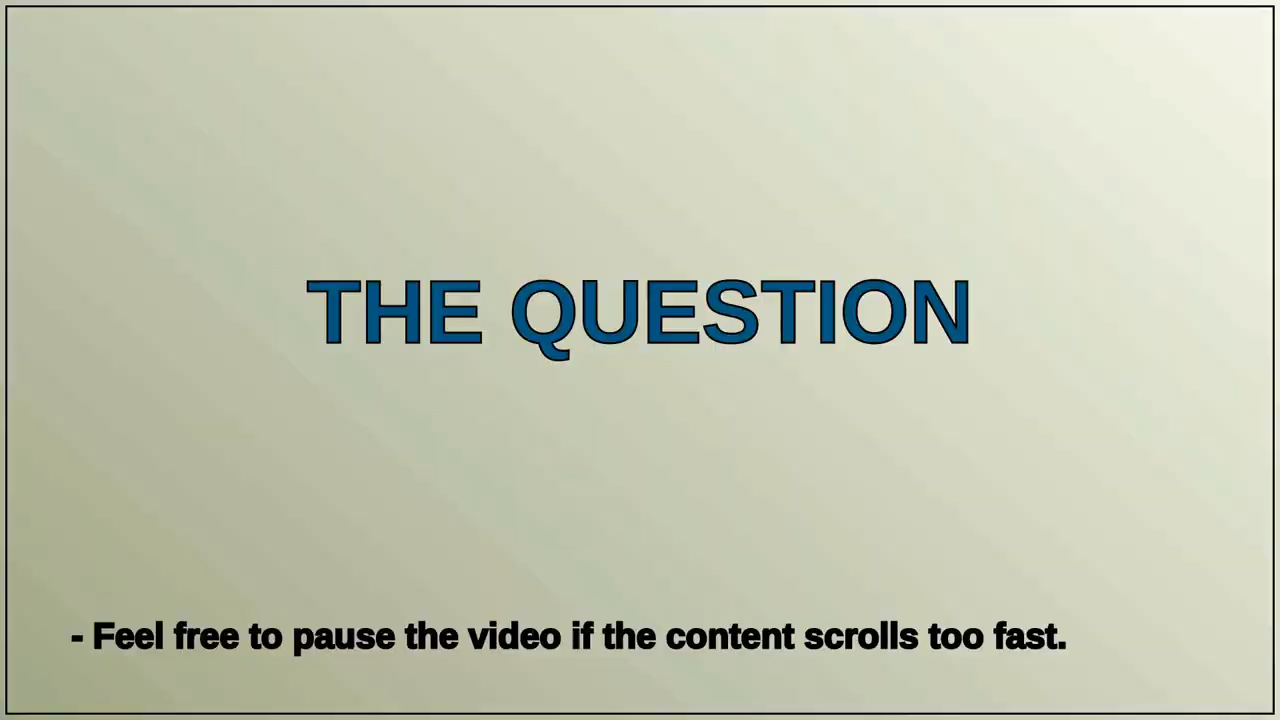 THE QUESTION
- Feel free to pause the video if the content scrolls too fast.